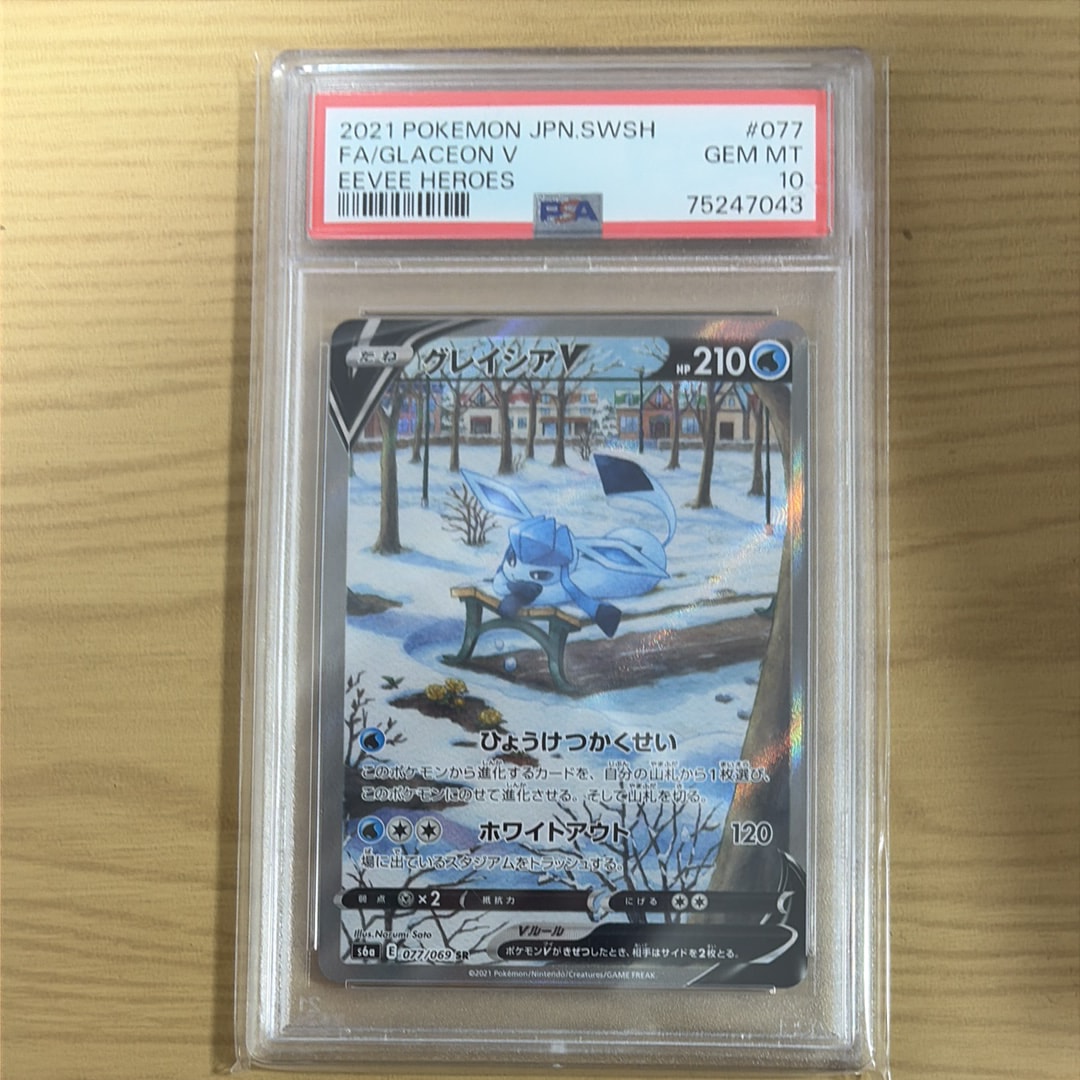 2021 POKEMON JPN.SWSH #077
FA/GLACEON V GEM MT
EEVEE HEROES 10
PSA 75247043
たね グレイシアV HP 210
ひょうけつかくせい
このポケモンから進化するカードを、自分の山札から1枚選び、
このポケモンにのせて進化させる。そして山札を切る。
ホワイトアウト 120
場に出ているスタジアムをトラッシュする。
弱点 ×2 抵抗力 にげる
Illus. Narumi Sato
Vルール
s6a E 077/069 SR ポケモンVがきぜつしたとき、相手はサイドを2枚とる。
©2021 Pokémon/Nintendo/Creatures/GAME FREAK.